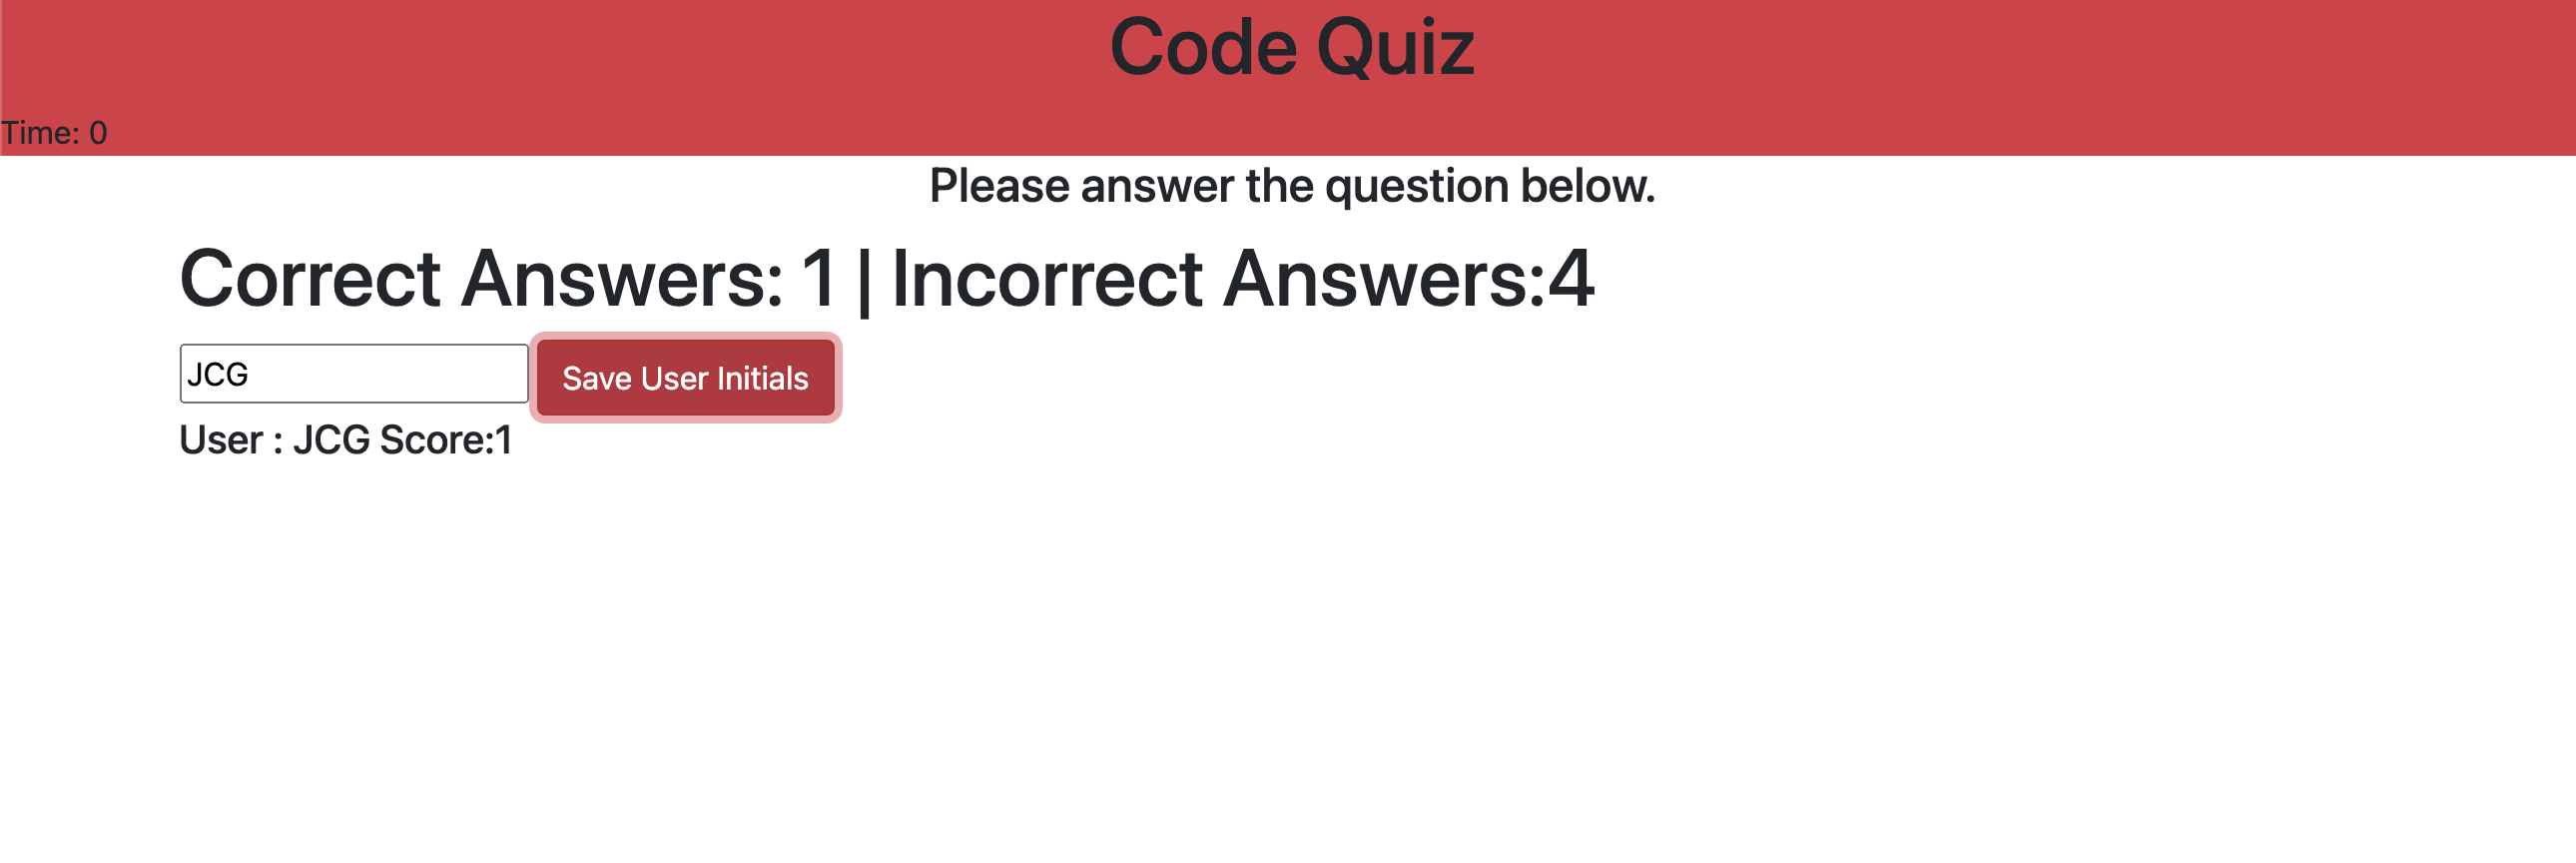 Code Quiz
Time: 0
Please answer the question below.
Correct Answers: 1 | Incorrect Answers:4
JCG
Save User Initials
User : JCG Score:1